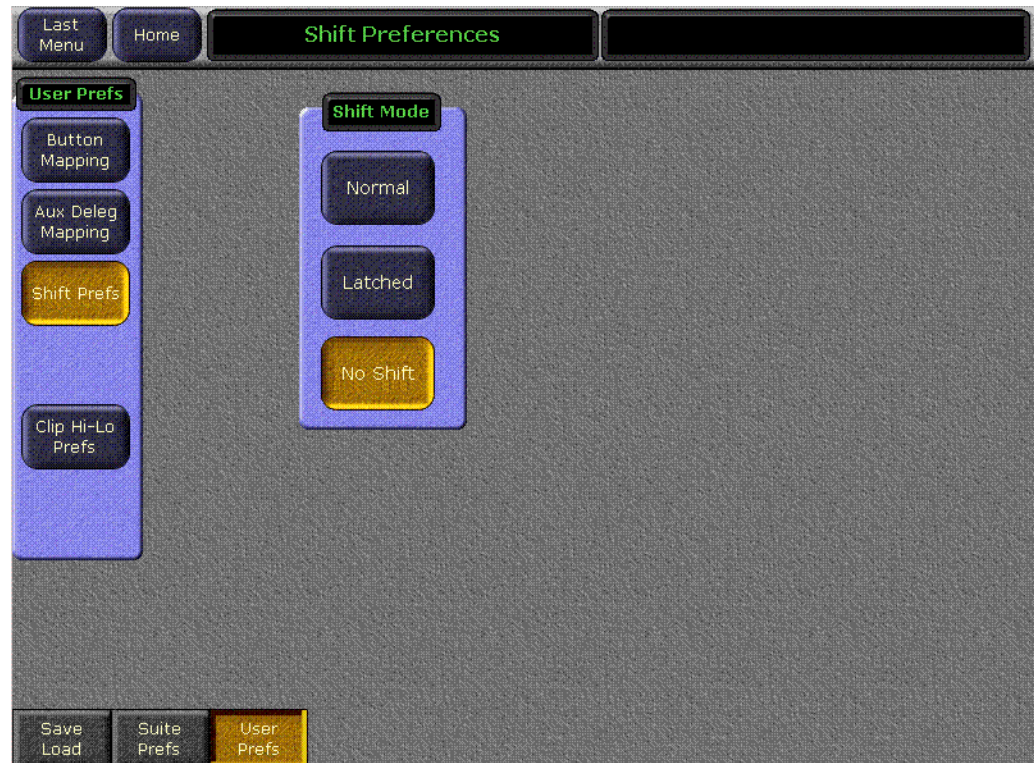 Last
Menu
Home
Shift Preferences
User Prefs
Button
Mapping
Aux Deleg
Mapping
Shift Prefs
Clip Hi-Lo
Prefs
Shift Mode
Normal
Latched
No Shift
Save
Load
Suite
Prefs
User
Prefs